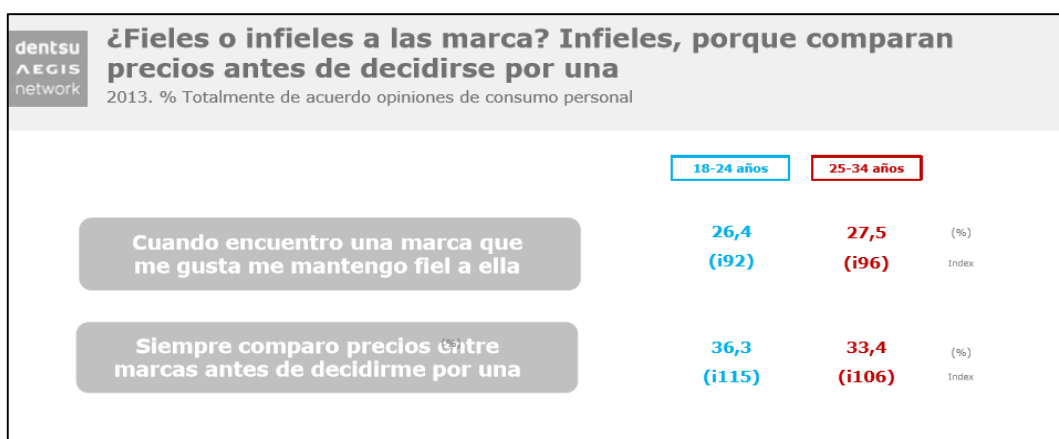 dentsu
AEGIS
network
¿Fieles o infieles a las marca? Infieles, porque comparan
precios antes de decidirse por una
2013. % Totalmente de acuerdo opiniones de consumo personal
18-24 años
25-34 años
Cuando encuentro una marca que
me gusta me mantengo fiel a ella
26,4
27,5
(%)
(i92)
(i96)
Index
Siempre comparo precios entre
marcas antes de decidirme por una
(%)
36,3
33,4
(%)
(i115)
(i106)
Index